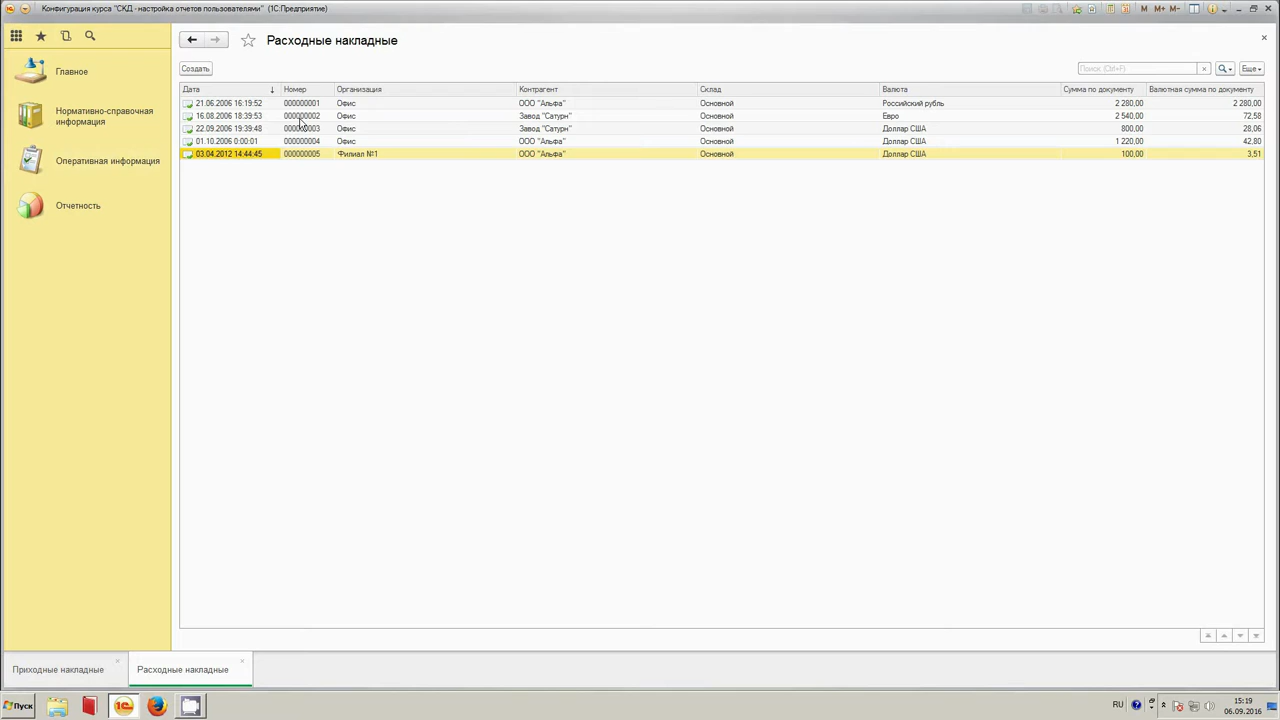 Конфигурация курса "СКД - настройка отчетов пользователями" (1С:Предприятие)
M M+ M-
Главное
Нормативно-справочная
информация
Оперативная информация
Отчетность
Расходные накладные
Создать
Поиск (Ctrl+F)
Еще
Дата Номер Организация Контрагент Склад Валюта Сумма по документу Валютная сумма по документу
21.06.2006 16:19:52 000000001 Офис ООО "Альфа" Основной Российский рубль 2 280,00 2 280,00
16.08.2006 18:39:53 000000002 Офис Завод "Сатурн" Основной Евро 2 540,00 72,58
22.09.2006 19:39:48 000000003 Офис Завод "Сатурн" Основной Доллар США 800,00 28,06
01.10.2006 0:00:01 000000004 Офис ООО "Альфа" Основной Доллар США 1 220,00 42,80
03.04.2012 14:44:45 000000005 Филиал №1 ООО "Альфа" Основной Доллар США 100,00 3,51
Приходные накладные
Расходные накладные
Пуск
RU
15:19
06.09.2016